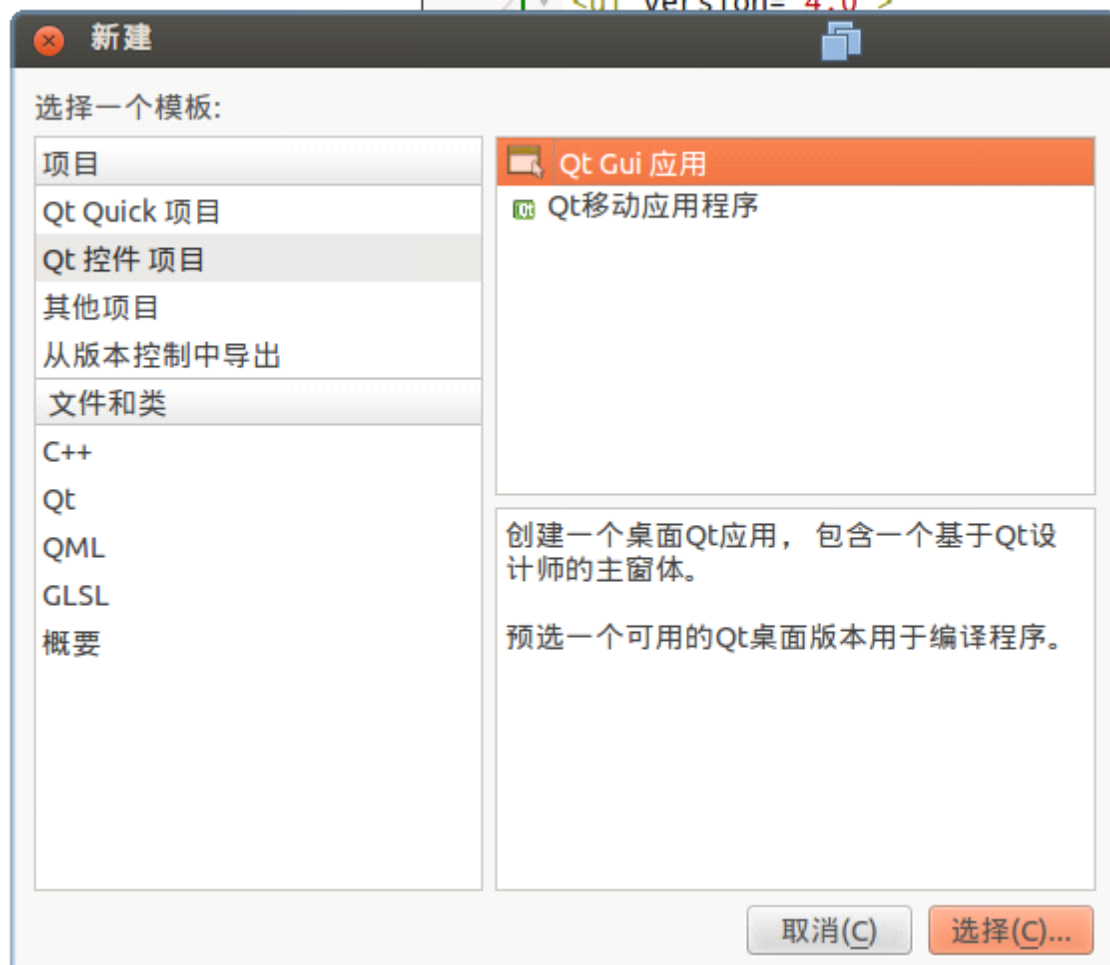 <ui version="4.0">
新建
选择一个模板:
项目
Qt Quick 项目
Qt 控件 项目
其他项目
从版本控制中导出
文件和类
C++
Qt
QML
GLSL
概要
Qt Gui 应用
Qt移动应用程序
创建一个桌面Qt应用， 包含一个基于Qt设
计师的主窗体。
预选一个可用的Qt桌面版本用于编译程序。
取消(C)
选择(C)...